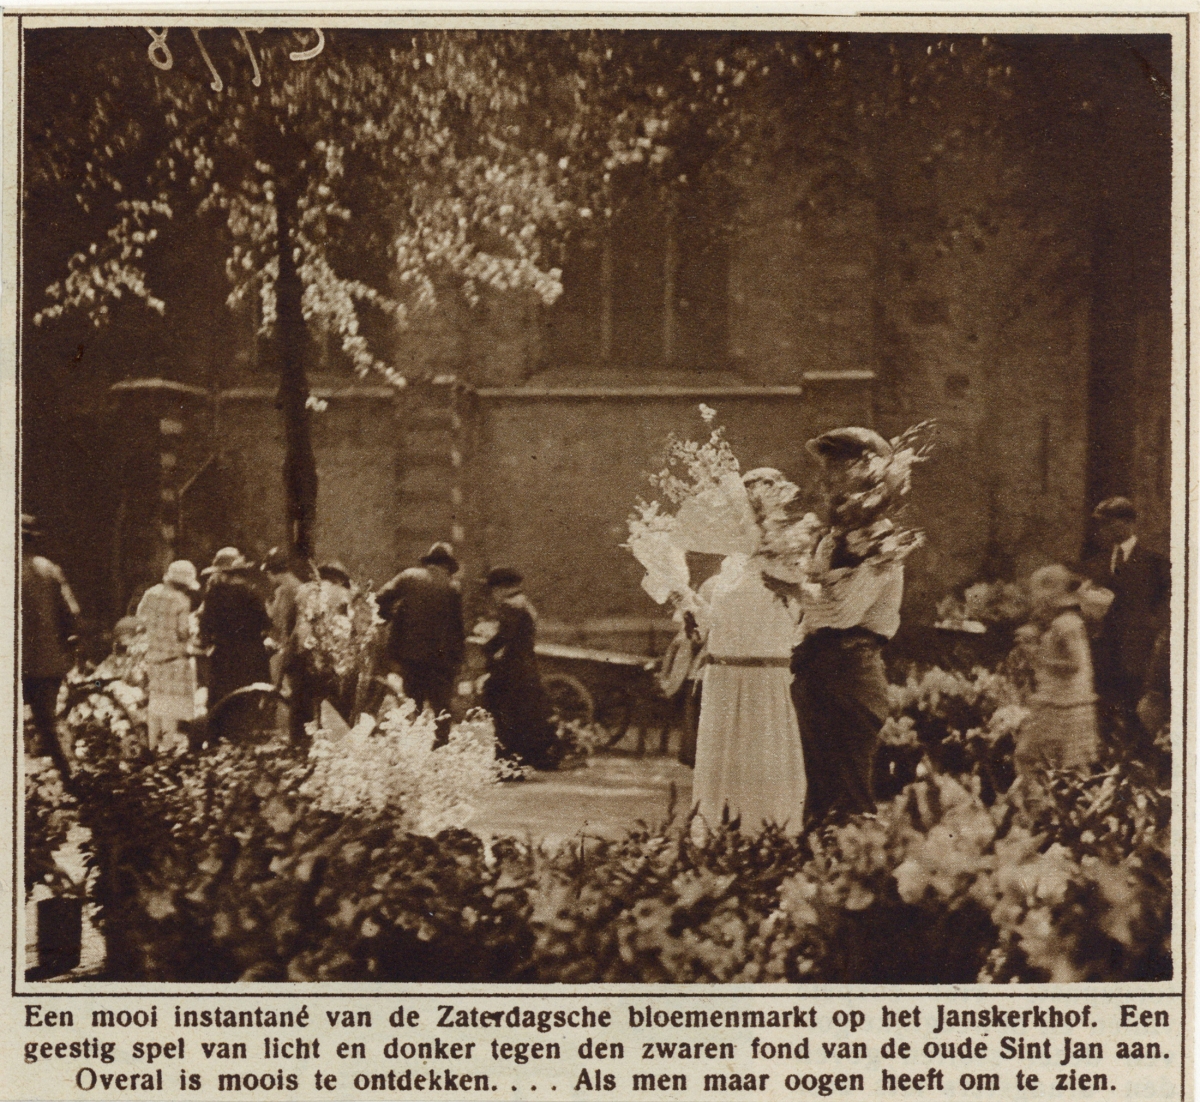 Een mooi instantané van de Zaterdagsche bloemenmarkt op het Janskerkhof. Een
geestig spel van licht en donker tegen den zwaren fond van de oude Sint Jan aan.
Overal is moois te ontdekken. . . . Als men maar oogen heeft om te zien.